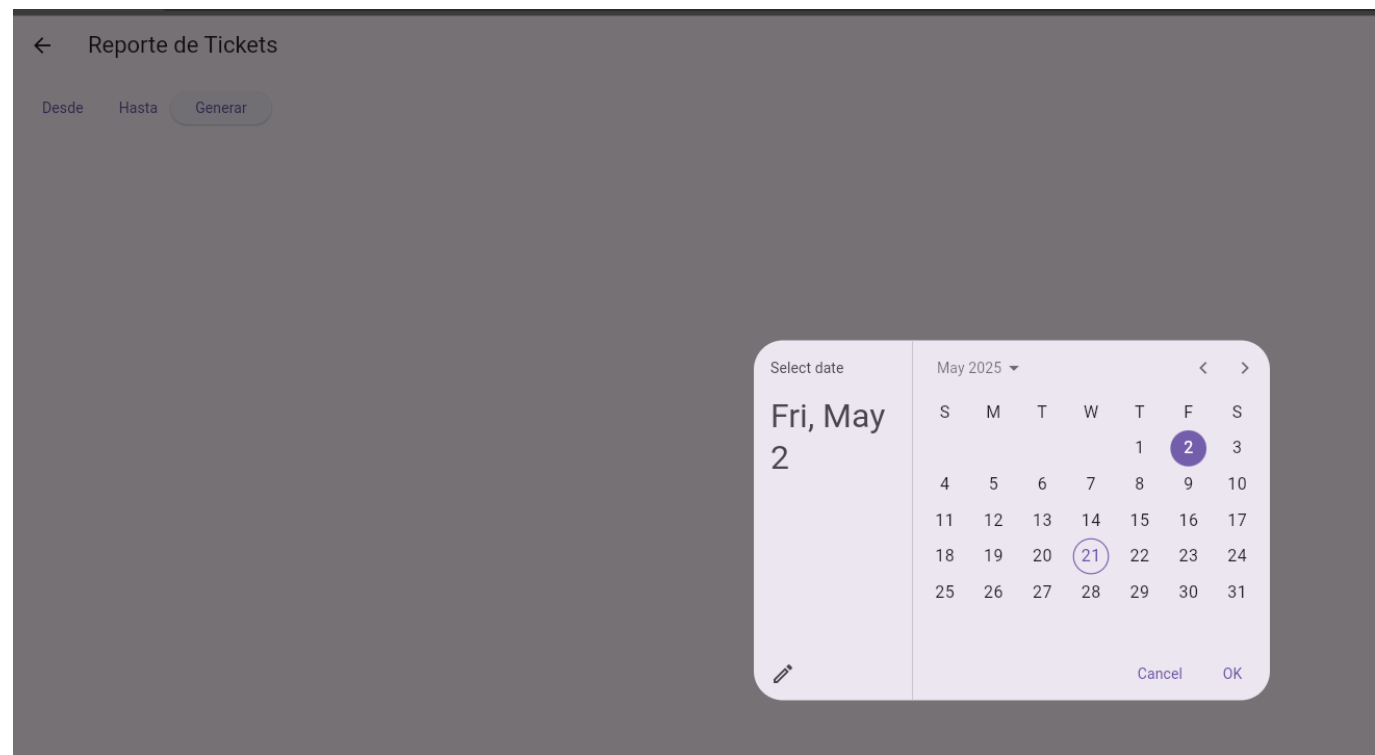 Reporte de Tickets
Desde Hasta Generar
Select date
Fri, May
2
May 2025
S M T W T F S
1 2 3
4 5 6 7 8 9 10
11 12 13 14 15 16 17
18 19 20 21 22 23 24
25 26 27 28 29 30 31
Cancel OK